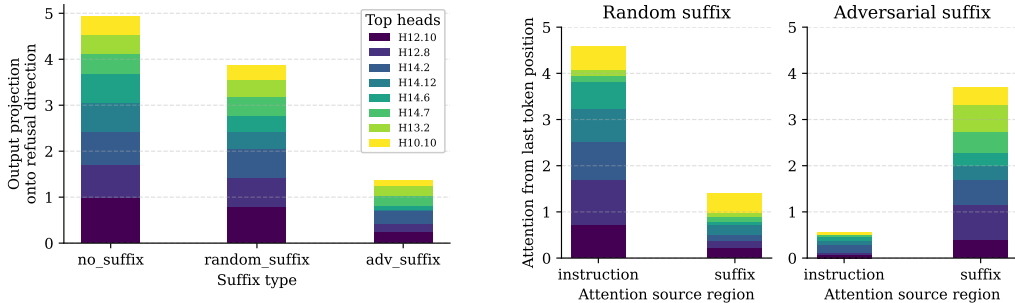 Output projection
onto refusal direction
5
4
3
2
1
0
no_suffix
random_suffix
adv_suffix
Suffix type
Top heads
H12.10
H12.8
H14.2
H14.12
H14.6
H14.7
H13.2
H10.10
Random suffix
Attention from last token position
5
4
3
2
1
0
instruction
suffix
Attention source region
Adversarial suffix
5
4
3
2
1
0
instruction
suffix
Attention source region